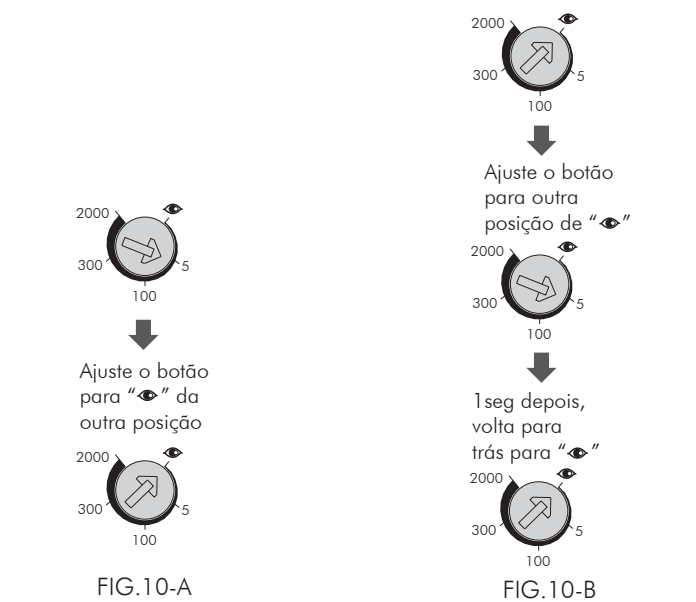 2000
300
5
100
Ajuste o botão
para “👁” da
outra posição
2000
300
5
100
FIG.10-A
2000
300
5
100
Ajuste o botão
para outra
posição de “👁”
2000
300
5
100
1seg depois,
volta para
trás para “👁”
2000
300
5
100
FIG.10-B